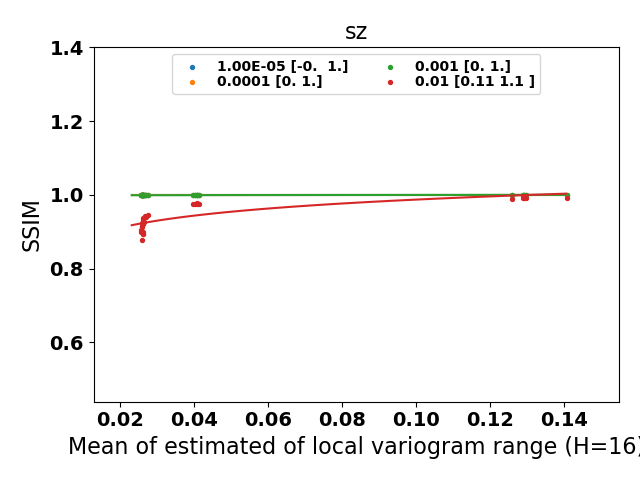 sz
1.4
1.2
1.0
0.8
0.6
SSIM
1.00E-05 [-0.  1.]
0.0001 [0. 1.]
0.001 [0. 1.]
0.01 [0.11 1.1 ]
0.02 0.04 0.06 0.08 0.10 0.12 0.14
Mean of estimated of local variogram range (H=16)